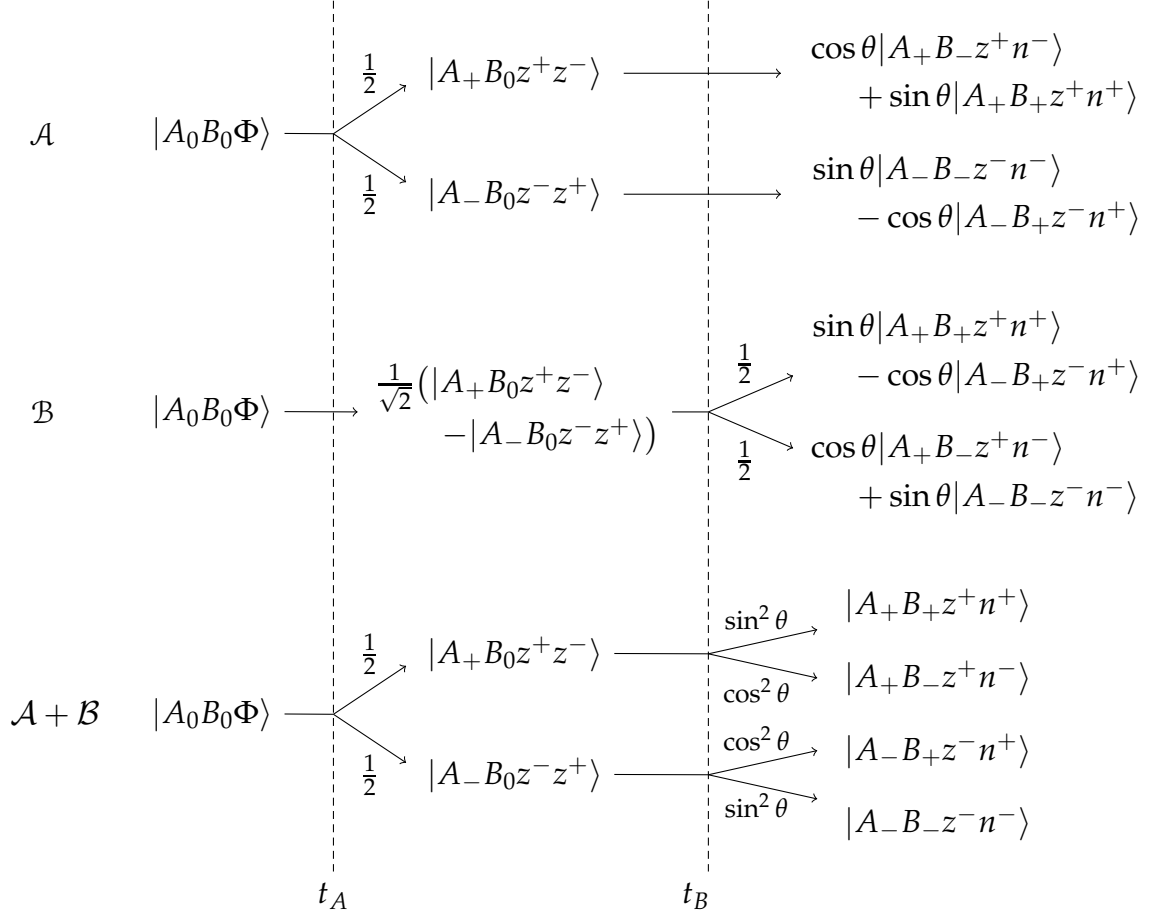 𝒜
|A₀B₀Φ⟩
½
½
|A₊B₀z⁺z⁻⟩
|A₋B₀z⁻z⁺⟩
cos θ|A₊B₋z⁺n⁻⟩
+ sin θ|A₊B₊z⁺n⁺⟩
sin θ|A₋B₋z⁻n⁻⟩
− cos θ|A₋B₊z⁻n⁺⟩
ℬ
|A₀B₀Φ⟩
1/√2(|A₊B₀z⁺z⁻⟩
−|A₋B₀z⁻z⁺⟩)
½
½
sin θ|A₊B₊z⁺n⁺⟩
− cos θ|A₋B₊z⁻n⁺⟩
cos θ|A₊B₋z⁺n⁻⟩
+ sin θ|A₋B₋z⁻n⁻⟩
𝒜 + ℬ
|A₀B₀Φ⟩
½
½
|A₊B₀z⁺z⁻⟩
|A₋B₀z⁻z⁺⟩
sin² θ
cos² θ
cos² θ
sin² θ
|A₊B₊z⁺n⁺⟩
|A₊B₋z⁺n⁻⟩
|A₋B₊z⁻n⁺⟩
|A₋B₋z⁻n⁻⟩
t_A
t_B